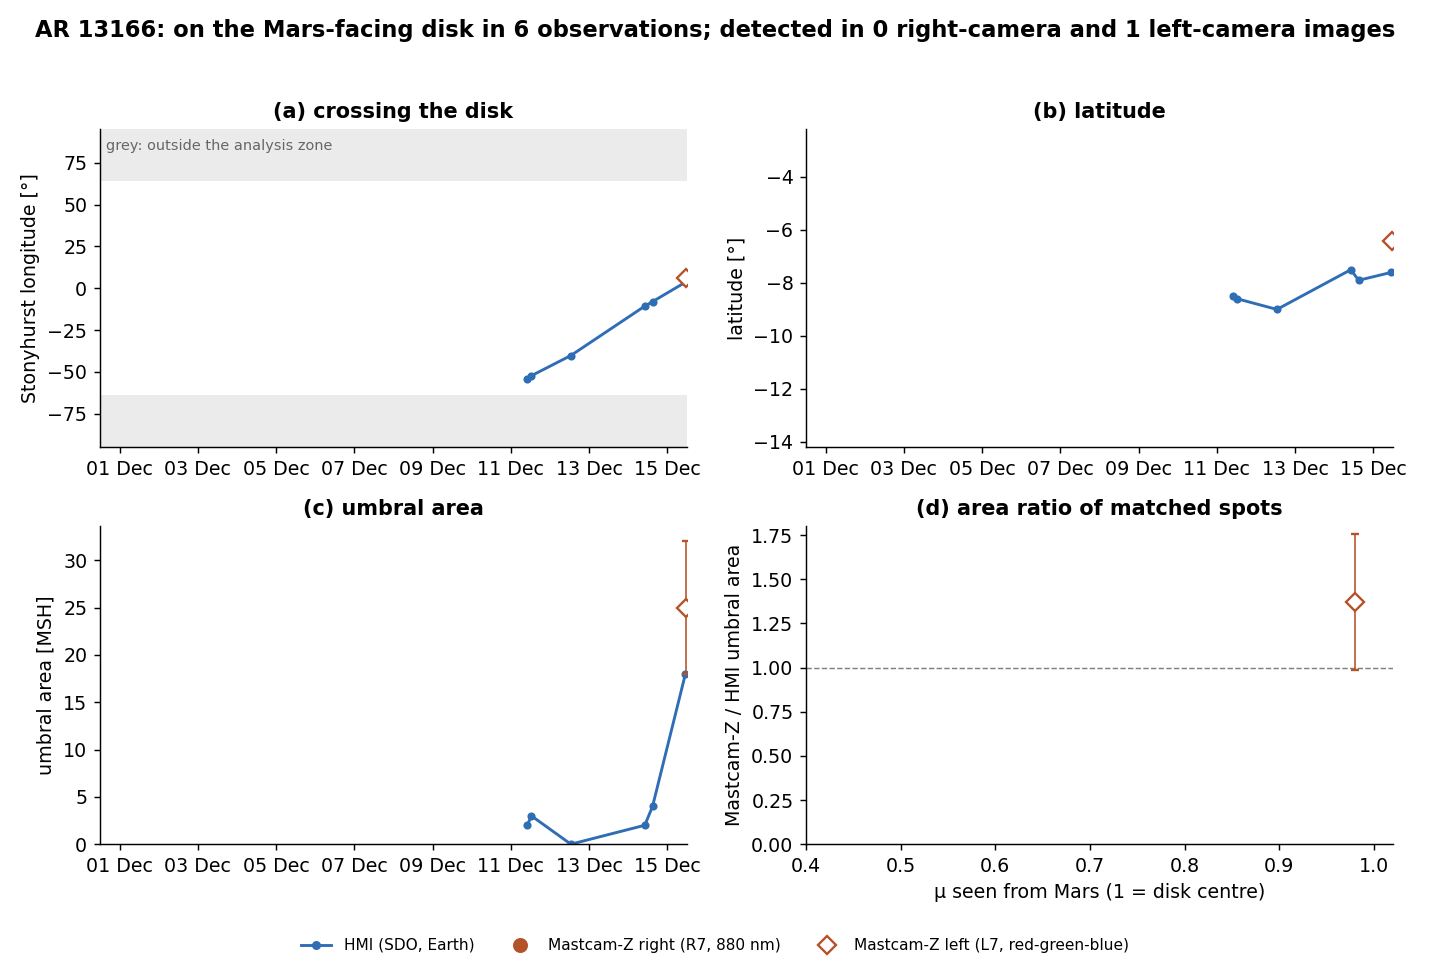 AR 13166: on the Mars-facing disk in 6 observations; detected in 0 right-camera and 1 left-camera images
(a) crossing the disk
grey: outside the analysis zone
Stonyhurst longitude [°]
75
50
25
0
−25
−50
−75
01 Dec 03 Dec 05 Dec 07 Dec 09 Dec 11 Dec 13 Dec 15 Dec
(b) latitude
latitude [°]
−4
−6
−8
−10
−12
−14
01 Dec 03 Dec 05 Dec 07 Dec 09 Dec 11 Dec 13 Dec 15 Dec
(c) umbral area
umbral area [MSH]
30
25
20
15
10
5
0
01 Dec 03 Dec 05 Dec 07 Dec 09 Dec 11 Dec 13 Dec 15 Dec
(d) area ratio of matched spots
Mastcam-Z / HMI umbral area
1.75
1.50
1.25
1.00
0.75
0.50
0.25
0.00
0.4 0.5 0.6 0.7 0.8 0.9 1.0
μ seen from Mars (1 = disk centre)
HMI (SDO, Earth) Mastcam-Z right (R7, 880 nm) Mastcam-Z left (L7, red-green-blue)